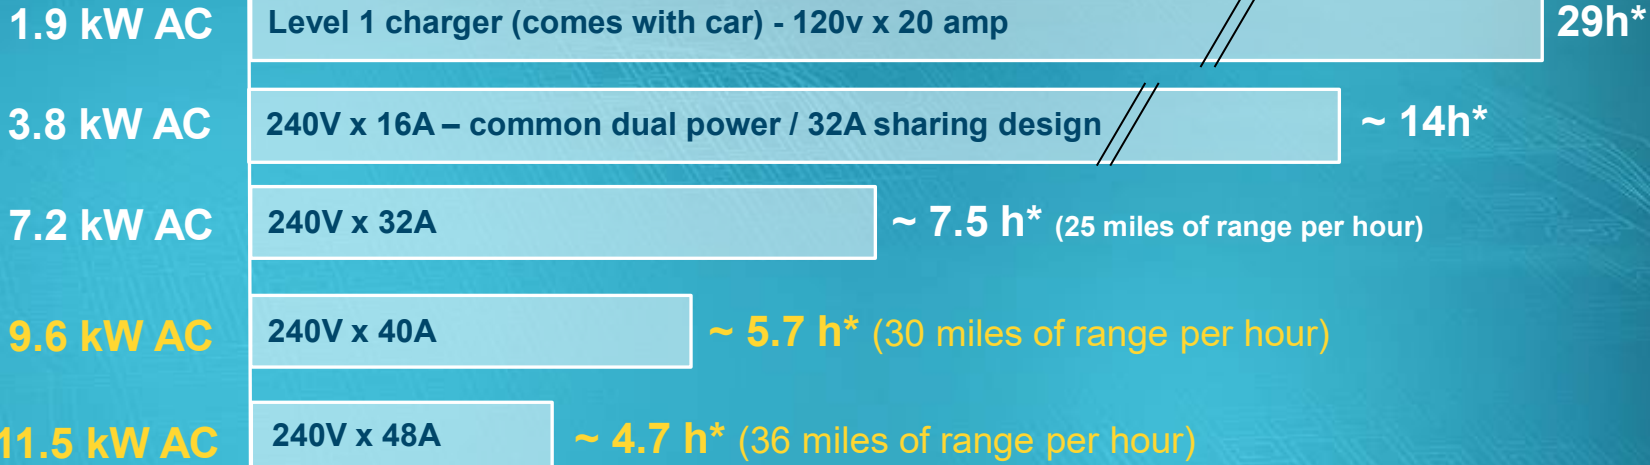 1.9 kW AC Level 1 charger (comes with car) - 120v x 20 amp 29h*
3.8 kW AC 240V x 16A – common dual power / 32A sharing design ~ 14h*
7.2 kW AC 240V x 32A ~ 7.5 h* (25 miles of range per hour)
9.6 kW AC 240V x 40A ~ 5.7 h* (30 miles of range per hour)
11.5 kW AC 240V x 48A ~ 4.7 h* (36 miles of range per hour)